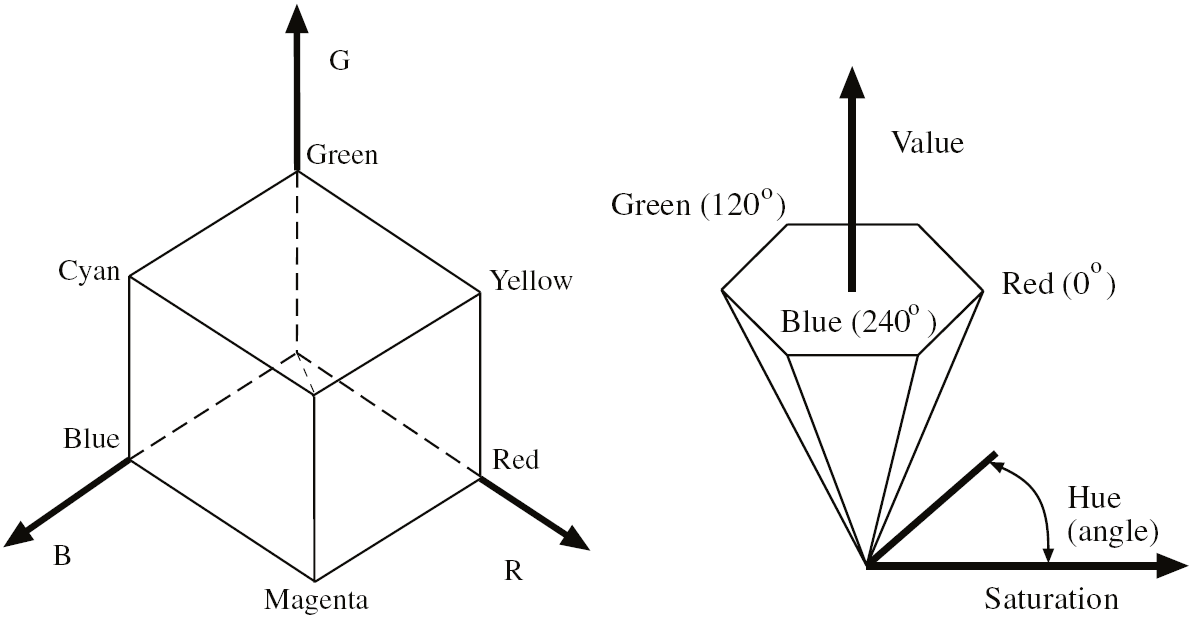 G
Green
Cyan
Yellow
Blue
Red
B
R
Magenta
Value
Green (120°)
Red (0°)
Blue (240°)
Hue
(angle)
Saturation